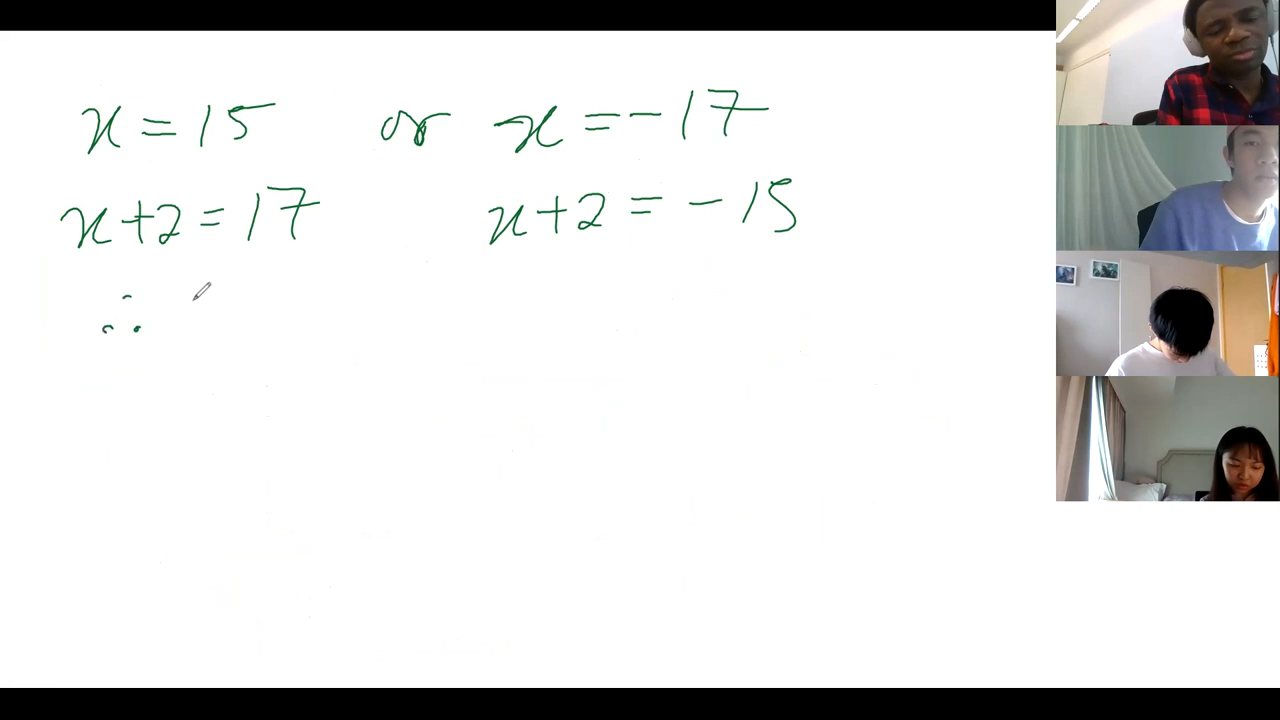 x = 15 or x = -17
x+2 = 17 x+2 = -15
∴